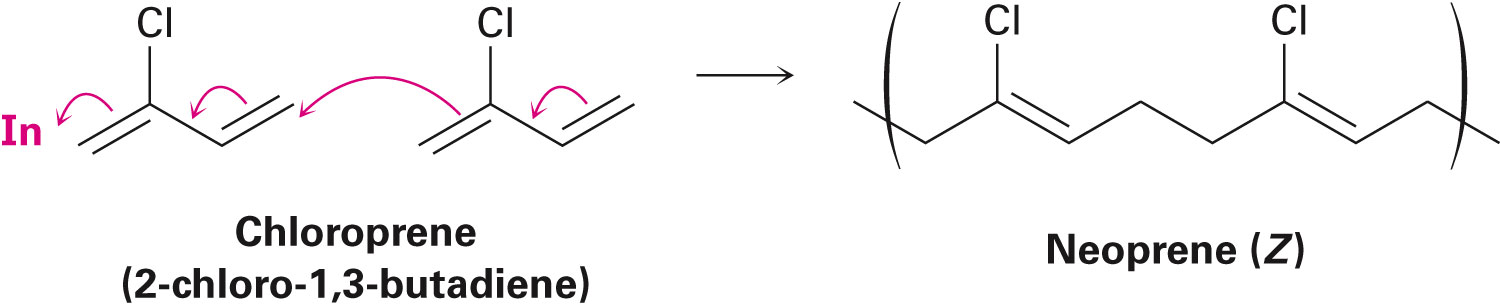 Cl
Cl
Cl
Cl
In
Chloroprene
(2-chloro-1,3-butadiene)
Neoprene (Z)